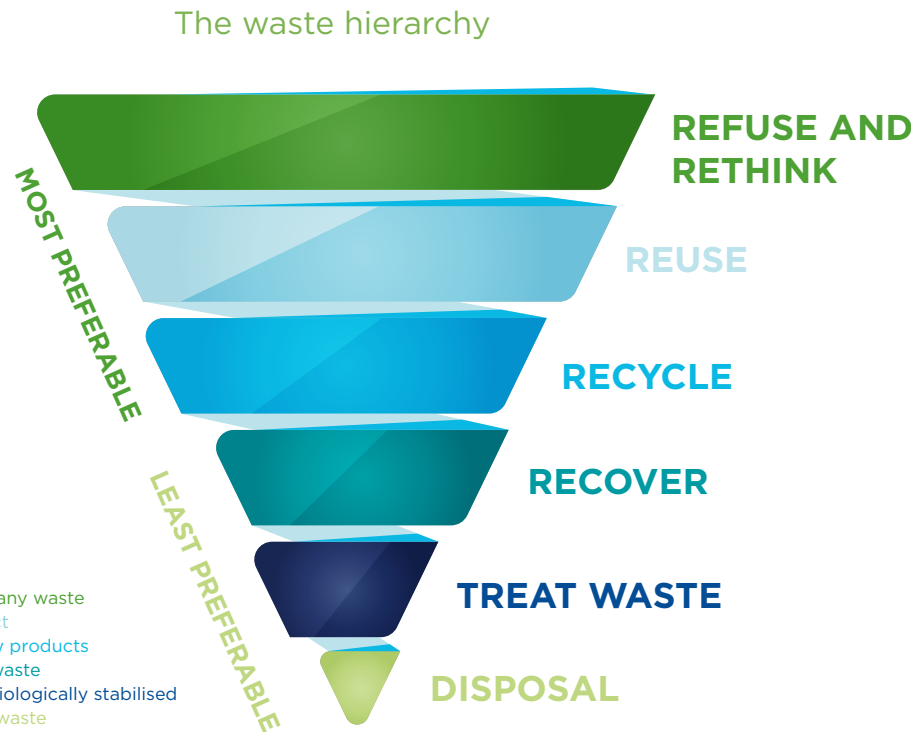 The waste hierarchy
REFUSE AND
RETHINK
REUSE
RECYCLE
RECOVER
TREAT WASTE
DISPOSAL
MOST PREFERABLE
LEAST PREFERABLE
any waste
products
waste
iologically stabilised
waste